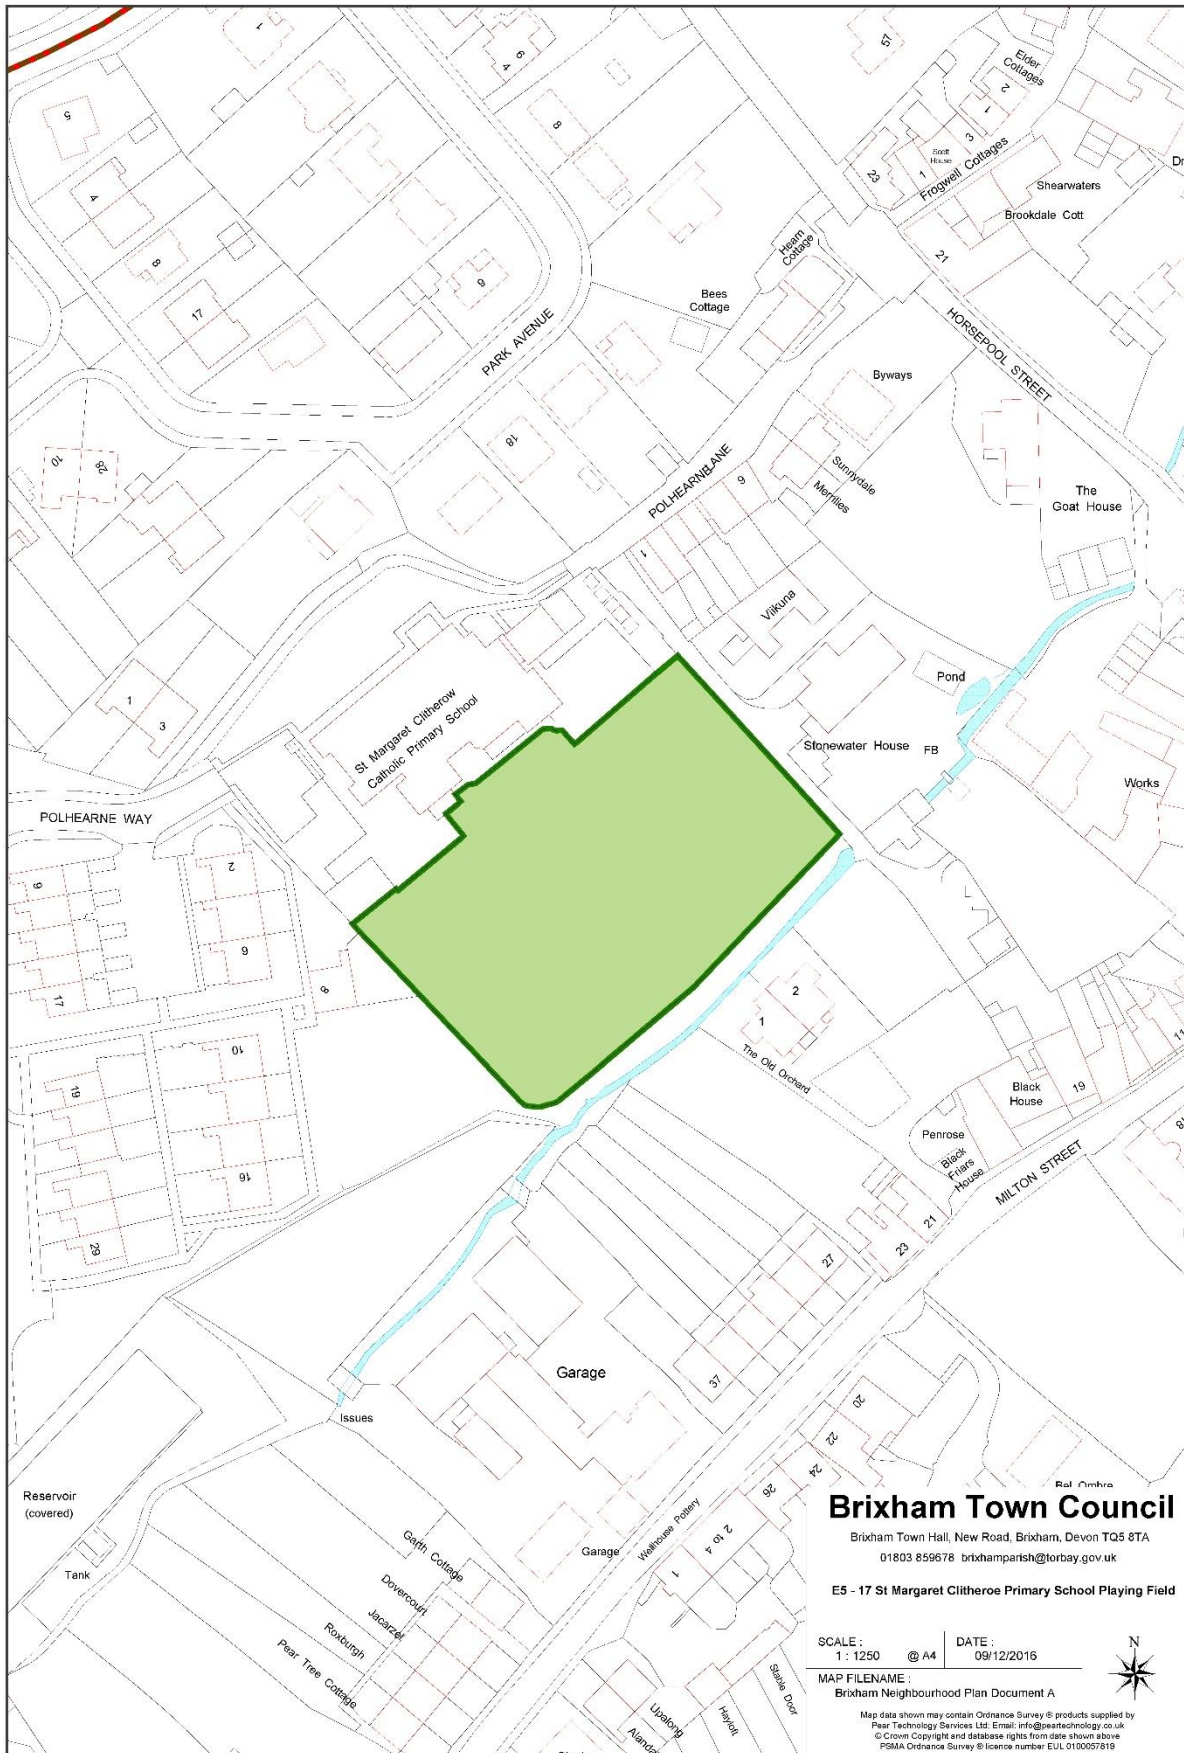 1
6
4
57
Elder
Cottages
2
1
3
5
8
Scott
House
1
23
Frogwell Cottages
Shearwaters
Brookdale Cott
4
8
21
Hearn
Cottage
9
17
Bees
Cottage
PARK AVENUE
HORSEPOOL STREET
Byways
18
10
28
POLHEARNE LANE
9
Sunnydale
Merrilies
The
Goat House
1
Vilkuna
Pond
1
3
St Margaret Clitherow
Catholic Primary School
Stonewater House
FB
Works
POLHEARNE WAY
2
9
6
8
17
2
1
The Old Orchard
10
19
Black
House
19
11
Penrose
Black
Friars
House
MILTON STREET
18
16
29
21
23
27
Garage
37
Issues
20
22
24
26
Reservoir
(covered)
Tank
Garth Cottage
Dovercourt
Jacarzel
Roxburgh
Pear Tree Cottage
Garage
Wellhouse Pottery
2 to 4
1
Bel Ombre
Upalong
Hayloft
Stable Door
Brixham Town Council
Brixham Town Hall, New Road, Brixham, Devon TQ5 8TA
01803 859678 brixhamparish@torbay.gov.uk
E5 - 17 St Margaret Clitheroe Primary School Playing Field
SCALE :
1 : 1250 @ A4
DATE :
09/12/2016
N
MAP FILENAME :
Brixham Neighbourhood Plan Document A
Map data shown may contain Ordnance Survey ® products supplied by
Pear Technology Services Ltd; Email: info@peartechnology.co.uk
© Crown Copyright and database rights from date shown above
PSMA Ordnance Survey ® licence number EUL 0100057819